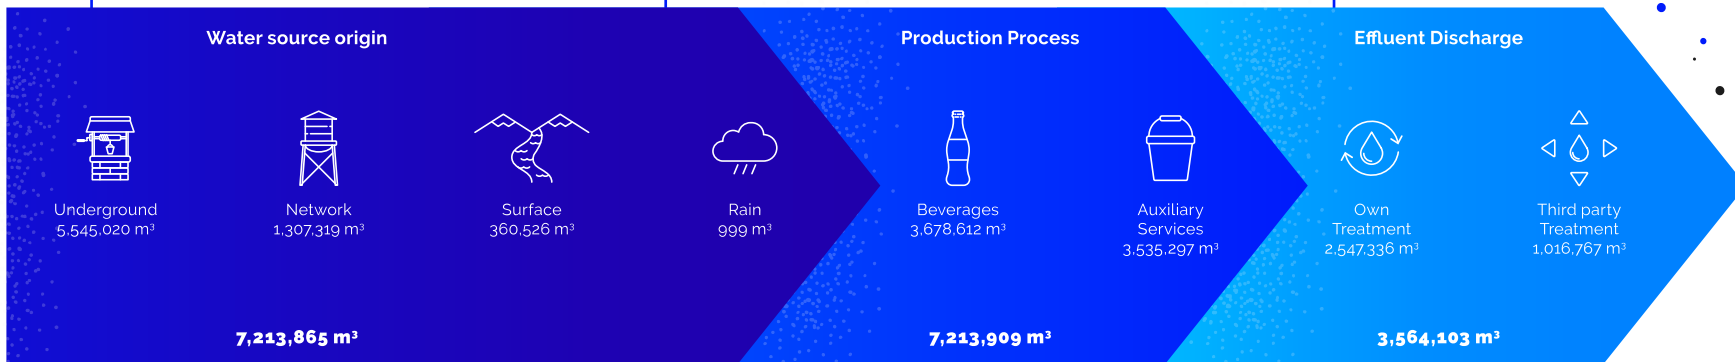 Water source origin
Underground
5,545,020 m³
Network
1,307,319 m³
Surface
360,526 m³
Rain
999 m³
7,213,865 m³
Production Process
Beverages
3,678,612 m³
Auxiliary
Services
3,535,297 m³
7,213,909 m³
Effluent Discharge
Own
Treatment
2,547,336 m³
Third party
Treatment
1,016,767 m³
3,564,103 m³